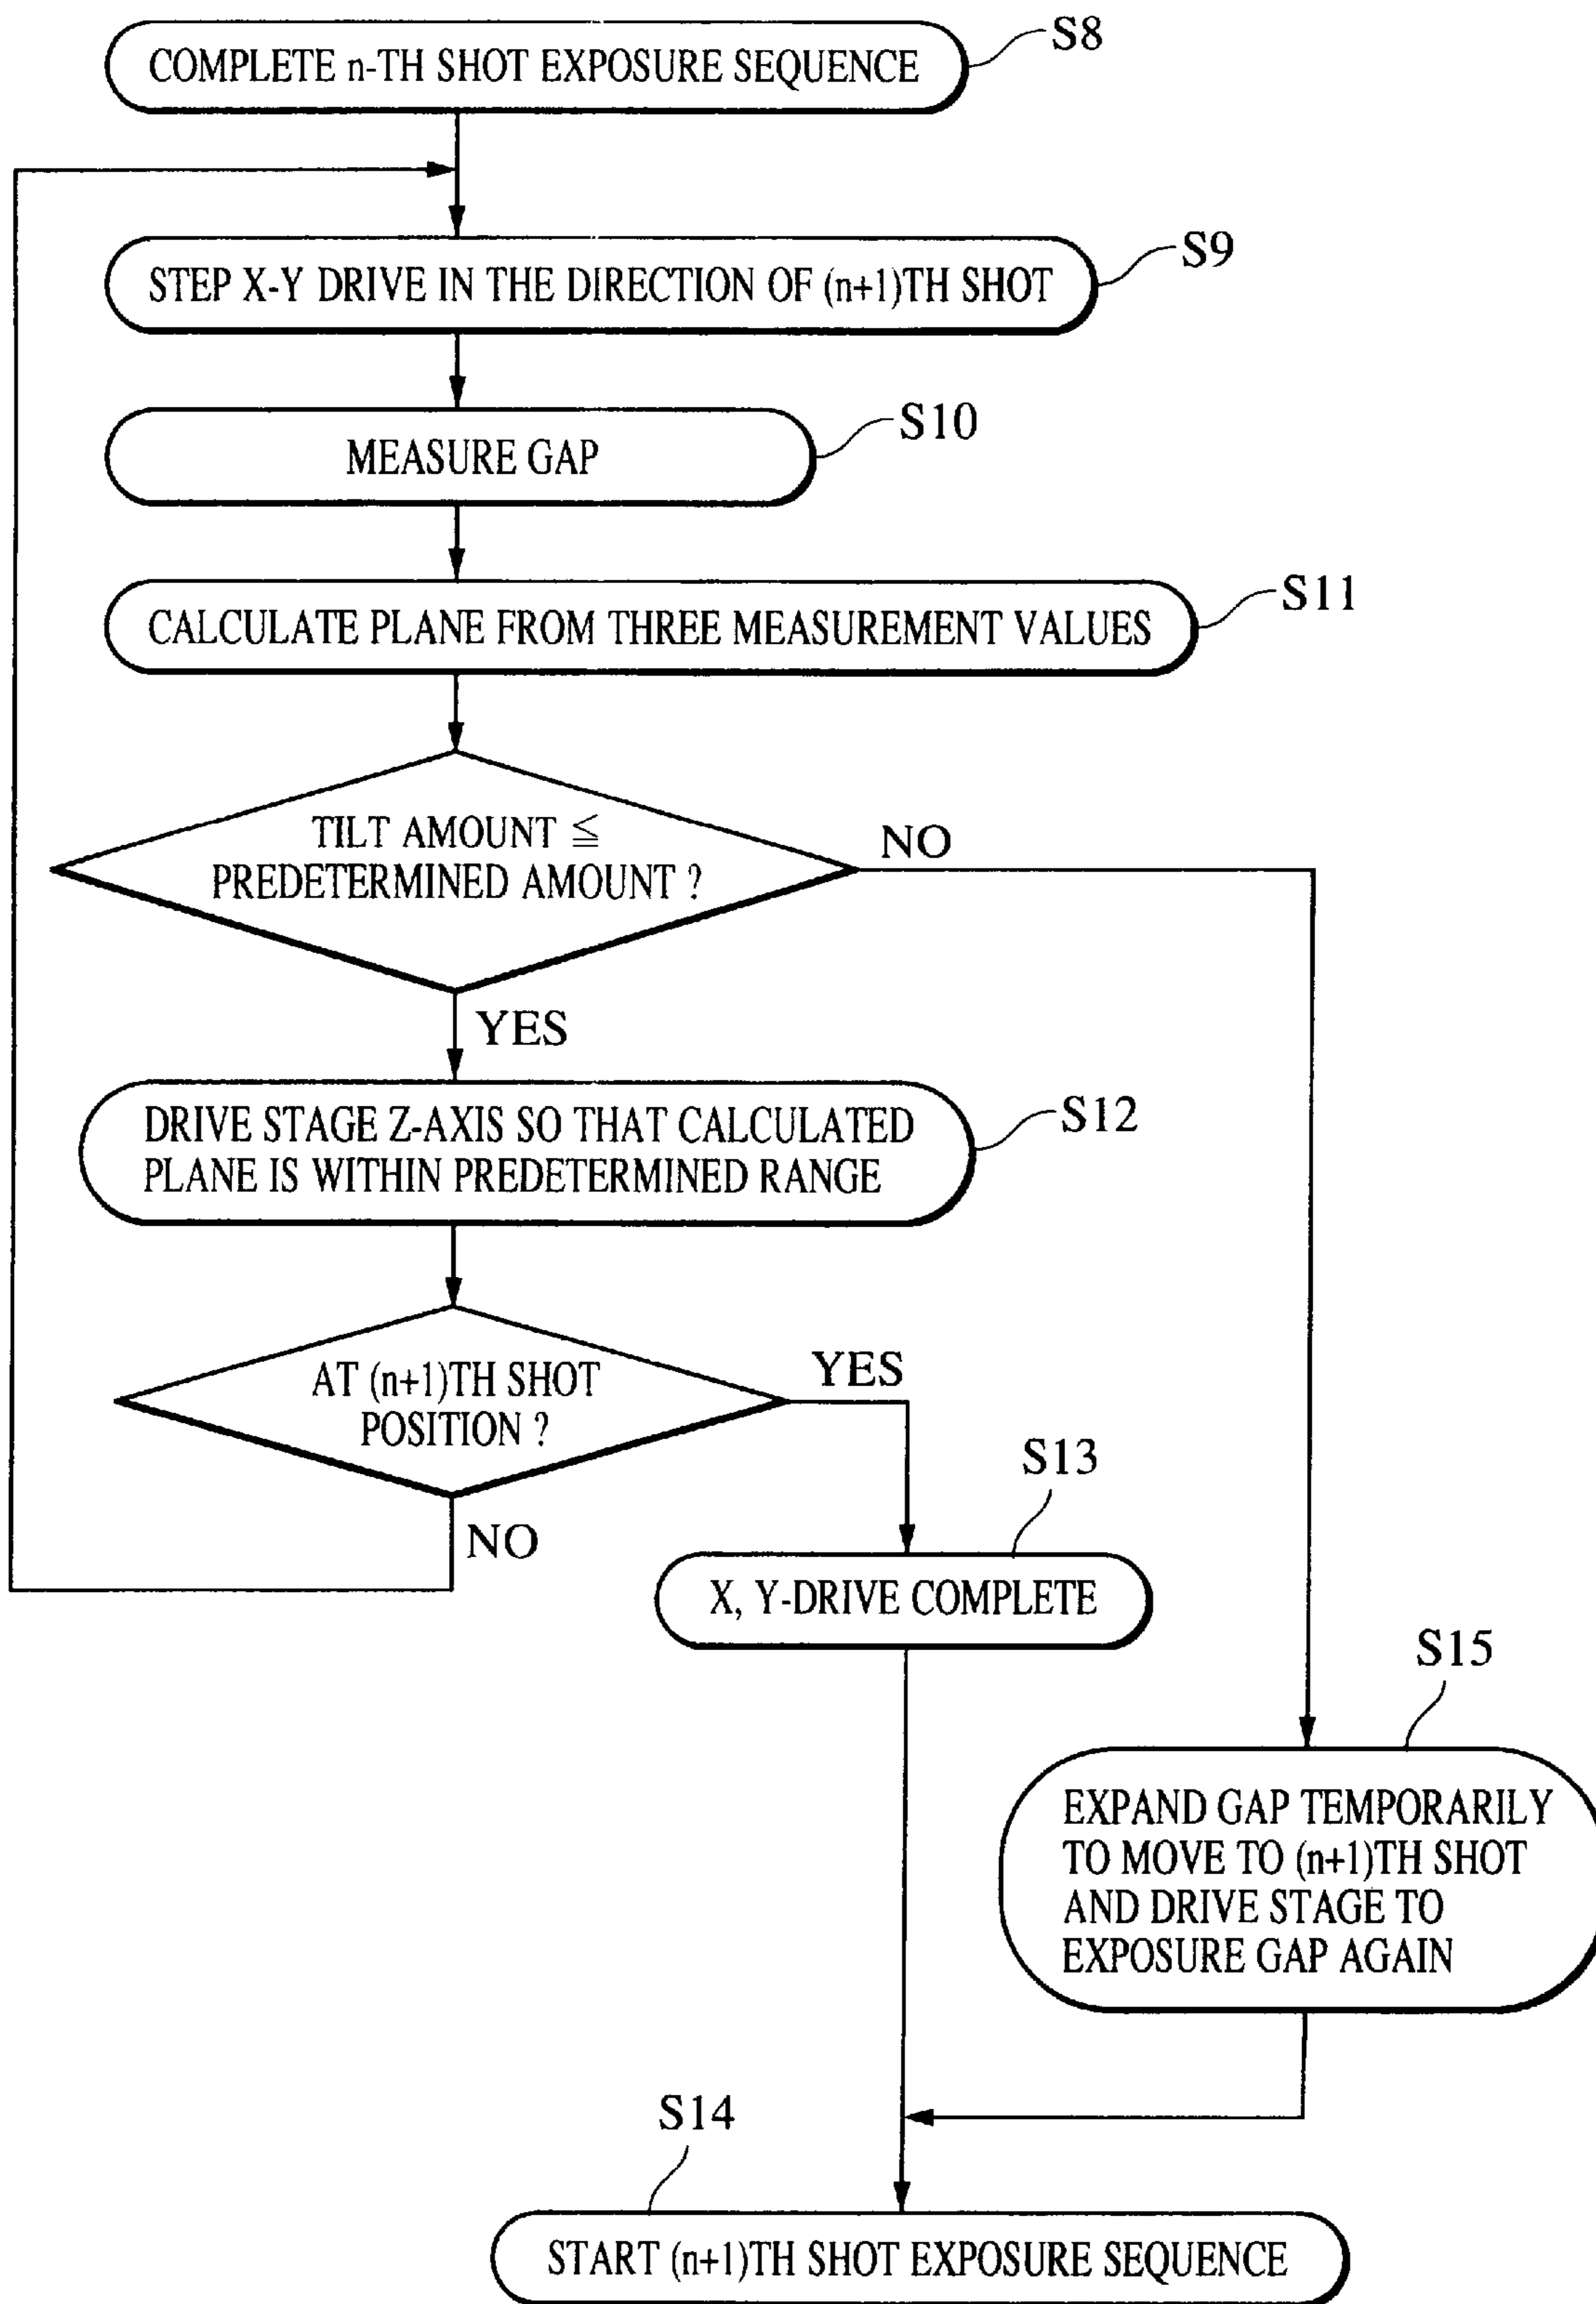 S8
COMPLETE n-TH SHOT EXPOSURE SEQUENCE
S9
STEP X-Y DRIVE IN THE DIRECTION OF (n+1)TH SHOT
S10
MEASURE GAP
S11
CALCULATE PLANE FROM THREE MEASUREMENT VALUES
TILT AMOUNT ≦
PREDETERMINED AMOUNT ?
NO
YES
S12
DRIVE STAGE Z-AXIS SO THAT CALCULATED
PLANE IS WITHIN PREDETERMINED RANGE
AT (n+1)TH SHOT
POSITION ?
YES
NO
S13
X, Y-DRIVE COMPLETE
S15
EXPAND GAP TEMPORARILY
TO MOVE TO (n+1)TH SHOT
AND DRIVE STAGE TO
EXPOSURE GAP AGAIN
S14
START (n+1)TH SHOT EXPOSURE SEQUENCE